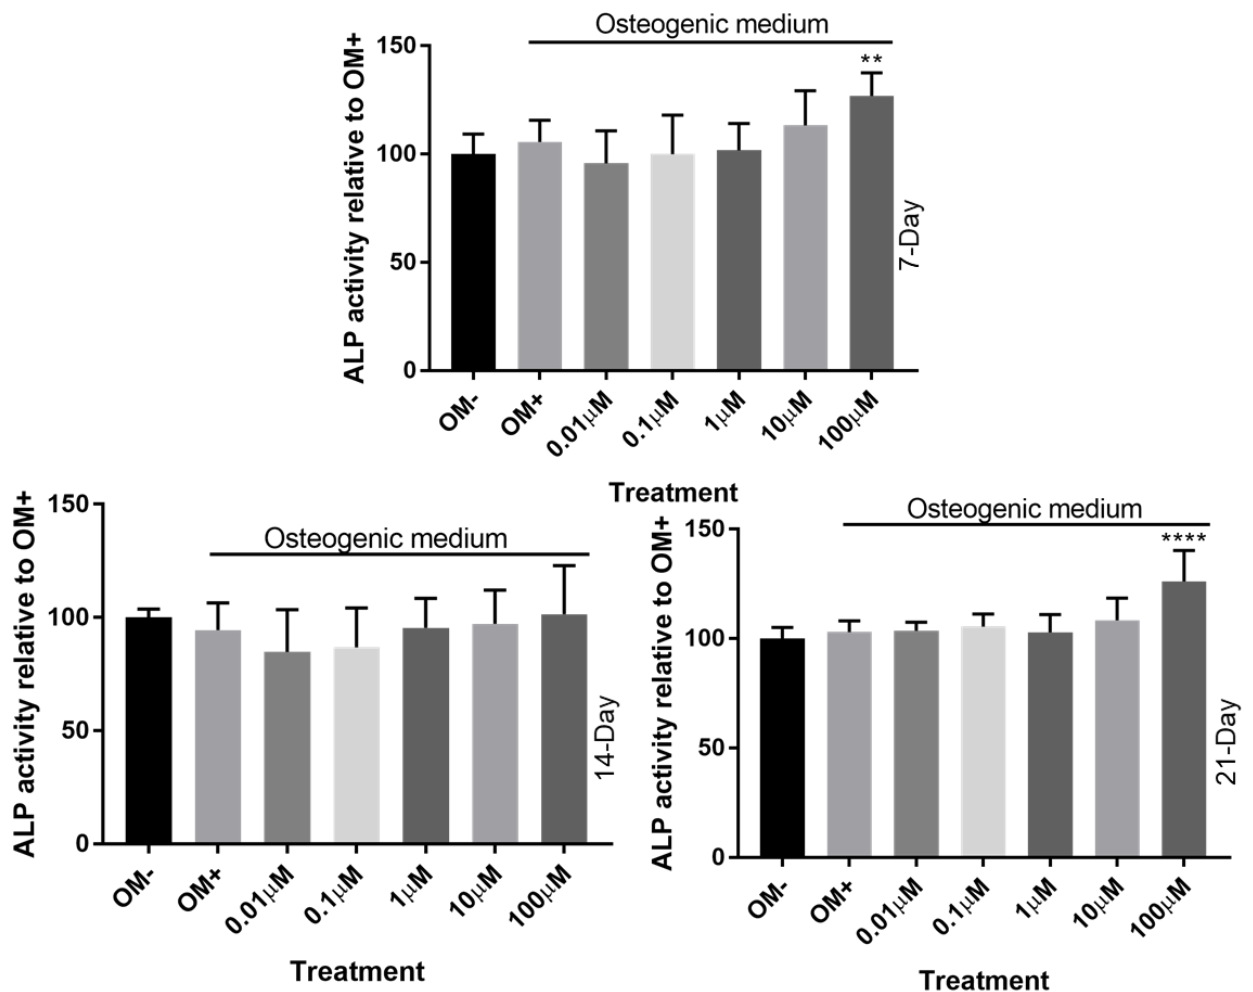 Osteogenic medium
**
ALP activity relative to OM+
150
100
50
0
7-Day
OM-
OM+
0.01μM
0.1μM
1μM
10μM
100μM
Treatment
Osteogenic medium
ALP activity relative to OM+
150
100
50
0
14-Day
OM-
OM+
0.01μM
0.1μM
1μM
10μM
100μM
Treatment
Osteogenic medium
****
ALP activity relative to OM+
150
100
50
0
21-Day
OM-
OM+
0.01μM
0.1μM
1μM
10μM
100μM
Treatment